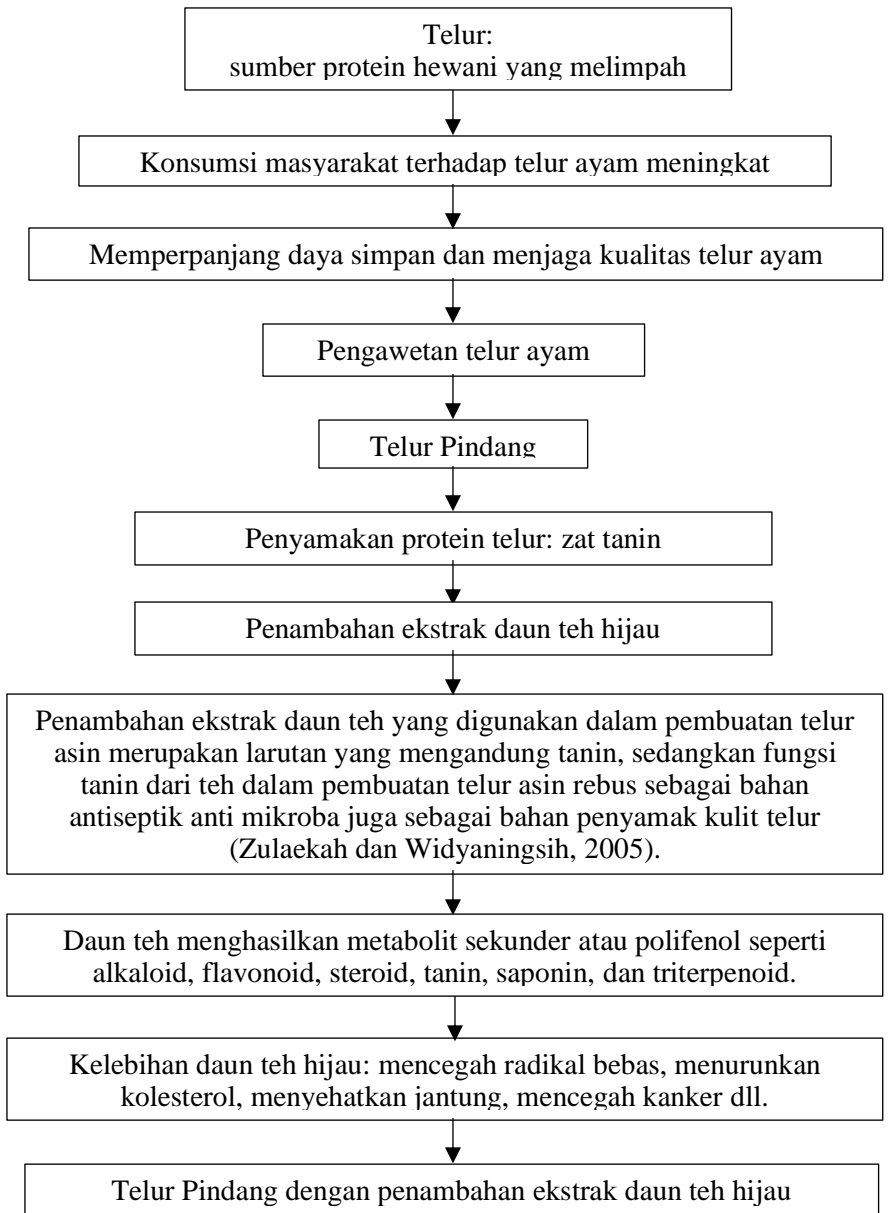 Telur:
sumber protein hewani yang melimpah
Konsumsi masyarakat terhadap telur ayam meningkat
Memperpanjang daya simpan dan menjaga kualitas telur ayam
Pengawetan telur ayam
Telur Pindang
Penyamakan protein telur: zat tanin
Penambahan ekstrak daun teh hijau
Penambahan ekstrak daun teh yang digunakan dalam pembuatan telur
asin merupakan larutan yang mengandung tanin, sedangkan fungsi
tanin dari teh dalam pembuatan telur asin rebus sebagai bahan
antiseptik anti mikroba juga sebagai bahan penyamak kulit telur
(Zulaekah dan Widyaningsih, 2005).
Daun teh menghasilkan metabolit sekunder atau polifenol seperti
alkaloid, flavonoid, steroid, tanin, saponin, dan triterpenoid.
Kelebihan daun teh hijau: mencegah radikal bebas, menurunkan
kolesterol, menyehatkan jantung, mencegah kanker dll.
Telur Pindang dengan penambahan ekstrak daun teh hijau